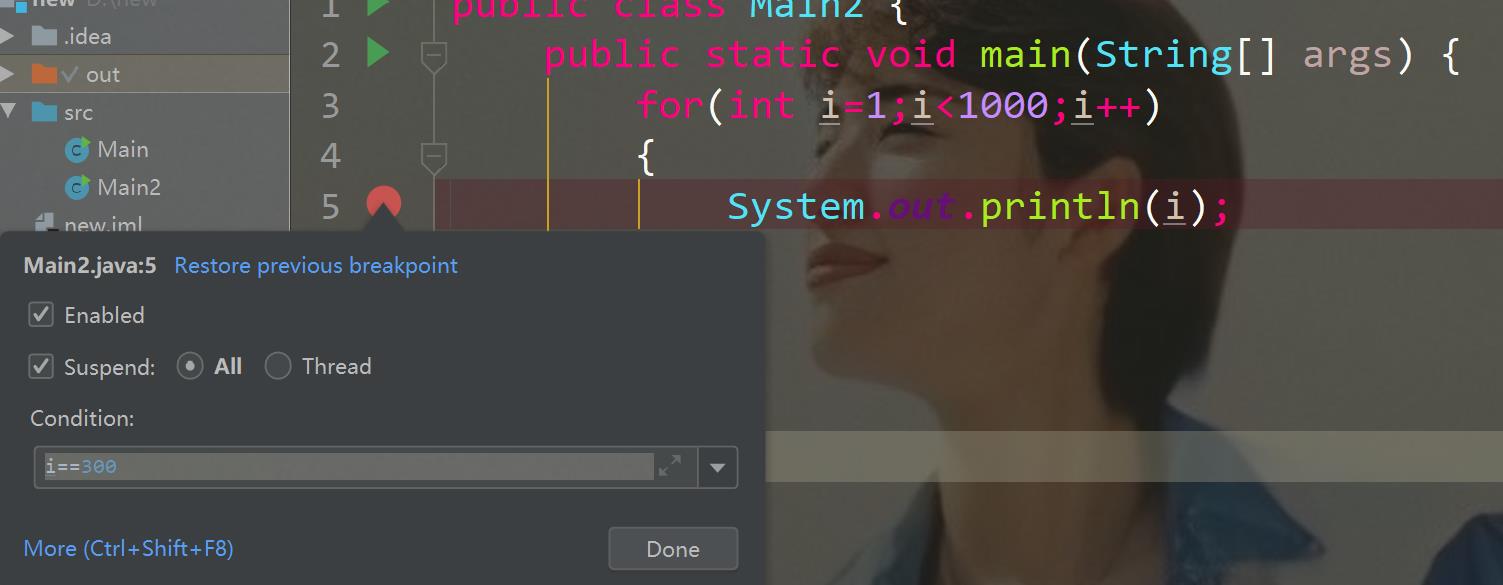 new D:\new
.idea
out
src
Main
Main2
new.iml
1 public class Main2 {
2 public static void main(String[] args) {
3 for(int i=1;i<1000;i++)
4 {
5 System.out.println(i);
Main2.java:5 Restore previous breakpoint
Enabled
Suspend: All Thread
Condition:
i==300
More (Ctrl+Shift+F8) Done